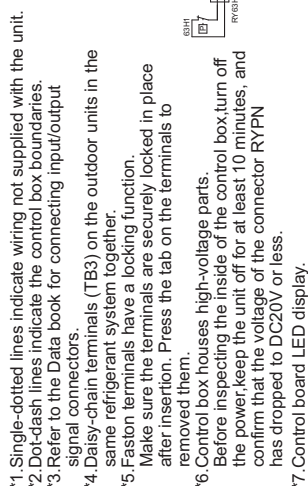 *1.Single-dotted lines indicate wiring not supplied with the unit.
*2.Dot-dash lines indicate the control box boundaries.
*3.Refer to the Data book for connecting input/output
signal connectors.
*4.Daisy-chain terminals (TB3) on the outdoor units in the
same refrigerant system together.
*5.Faston terminals have a locking function.
Make sure the terminals are securely locked in place
after insertion. Press the tab on the terminals to
removed them.
*6.Control box houses high-voltage parts.
Before inspecting the inside of the control box,turn off
the power,keep the unit off for at least 10 minutes, and
confirm that the voltage of the connector RYPN
has dropped to DC20V or less.
*7.Control board LED display.
63H1
P
RY63H